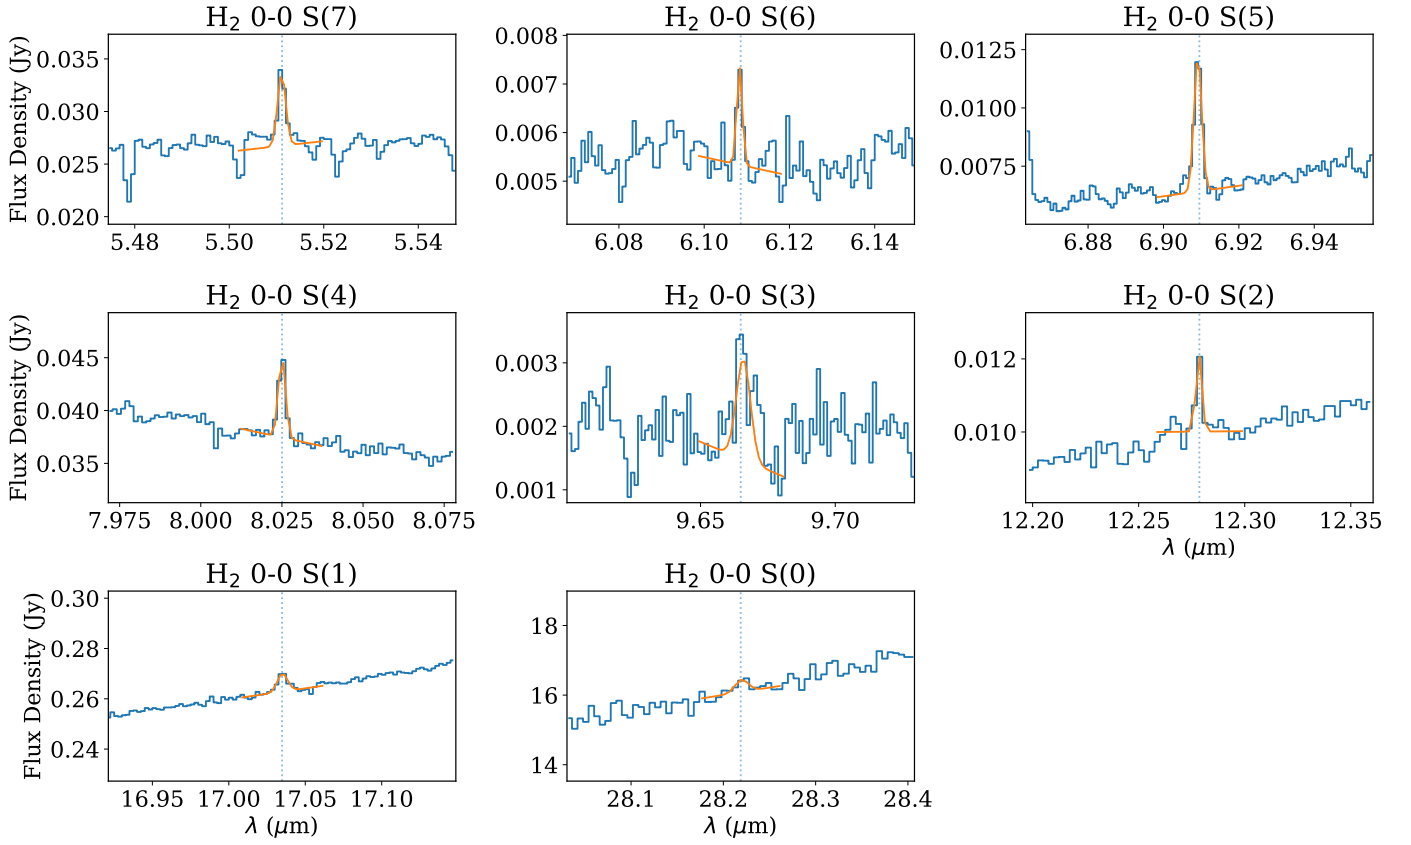 H₂ 0-0 S(7)
Flux Density (Jy)
0.035
0.030
0.025
0.020
5.48 5.50 5.52 5.54
H₂ 0-0 S(6)
0.008
0.007
0.006
0.005
6.08 6.10 6.12 6.14
H₂ 0-0 S(5)
0.0125
0.0100
0.0075
6.88 6.90 6.92 6.94
H₂ 0-0 S(4)
Flux Density (Jy)
0.045
0.040
0.035
7.975 8.000 8.025 8.050 8.075
H₂ 0-0 S(3)
0.003
0.002
0.001
9.65 9.70
H₂ 0-0 S(2)
0.012
0.010
12.20 12.25 12.30 12.35
λ (μm)
H₂ 0-0 S(1)
Flux Density (Jy)
0.30
0.28
0.26
0.24
16.95 17.00 17.05 17.10
λ (μm)
H₂ 0-0 S(0)
18
16
14
28.1 28.2 28.3 28.4
λ (μm)